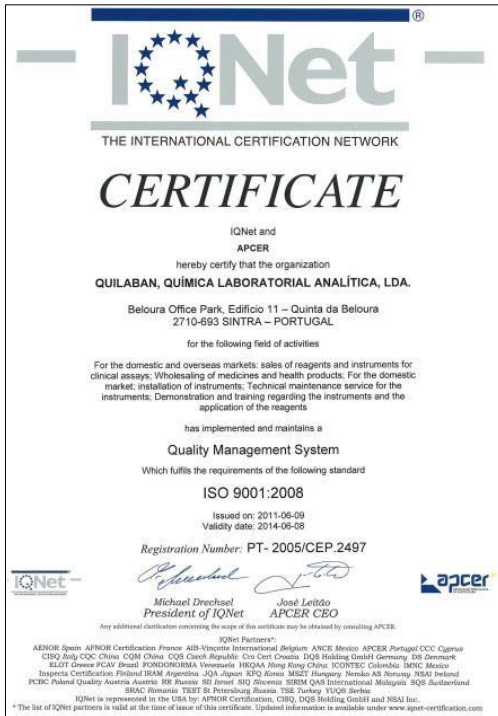 IQNet ®
THE INTERNATIONAL CERTIFICATION NETWORK
CERTIFICATE
IQNet and
APCER
hereby certify that the organization
QUILABAN, QUÍMICA LABORATORIAL ANALÍTICA, LDA.
Beloura Office Park, Edifício 11 – Quinta da Beloura
2710-693 SINTRA – PORTUGAL
for the following field of activities
For the domestic and overseas markets: sales of reagents and instruments for
clinical assays; Wholesaling of medicines and health products; For the domestic
market: installation of instruments; Technical maintenance service for the
instruments; Demonstration and training regarding the instruments and the
application of the reagents
has implemented and maintains a
Quality Management System
Which fulfils the requirements of the following standard
ISO 9001:2008
Issued on: 2011-06-09
Validity date: 2014-06-08
Registration Number: PT- 2005/CEP.2497
IQNet
apcer
Michael Drechsel José Leitão
President of IQNet APCER CEO
Any additional clarification concerning the scope of this certificate may be obtained by consulting APCER.
IQNet Partners*:
AENOR Spain AFNOR Certification France AIB-Vinçotte International Belgium ANCE Mexico APCER Portugal CCC Cyprus
CISQ Italy CQC China CQM China CQS Czech Republic Cro Cert Croatia DQS Holding GmbH Germany DS Denmark
ELOT Greece FCAV Brazil FONDONORMA Venezuela HKQAA Hong Kong China ICONTEC Colombia IMNC Mexico
Inspecta Certification Finland IRAM Argentina JQA Japan KFQ Korea MSZT Hungary Nemko AS Norway NSAI Ireland
PCBC Poland Quality Austria Austria RR Russia SII Israel SIQ Slovenia SIRIM QAS International Malaysia SQS Switzerland
SRAC Romania TEST St Petersburg Russia TSE Turkey YUQS Serbia
IQNet is represented in the USA by: AFNOR Certification, CISQ, DQS Holding GmbH and NSAI Inc.
* The list of IQNet partners is valid at the time of issue of this certificate. Updated information is available under www.iqnet-certification.com